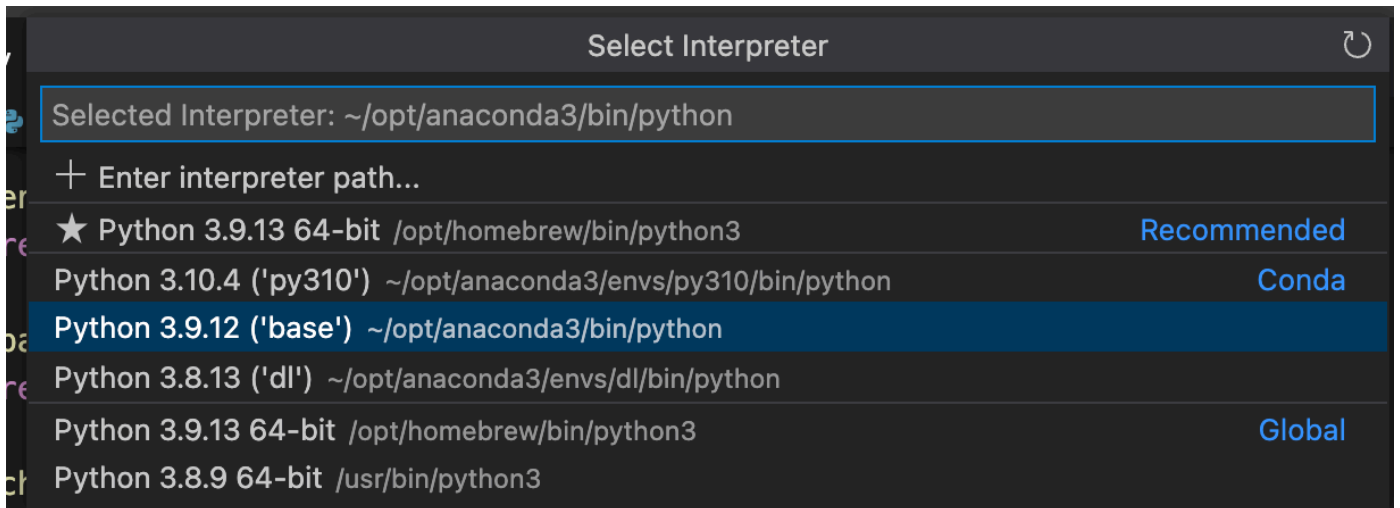 Select Interpreter
Selected Interpreter: ~/opt/anaconda3/bin/python
Enter interpreter path...
★ Python 3.9.13 64-bit /opt/homebrew/bin/python3 Recommended
Python 3.10.4 ('py310') ~/opt/anaconda3/envs/py310/bin/python Conda
Python 3.9.12 ('base') ~/opt/anaconda3/bin/python
Python 3.8.13 ('dl') ~/opt/anaconda3/envs/dl/bin/python
Python 3.9.13 64-bit /opt/homebrew/bin/python3 Global
Python 3.8.9 64-bit /usr/bin/python3